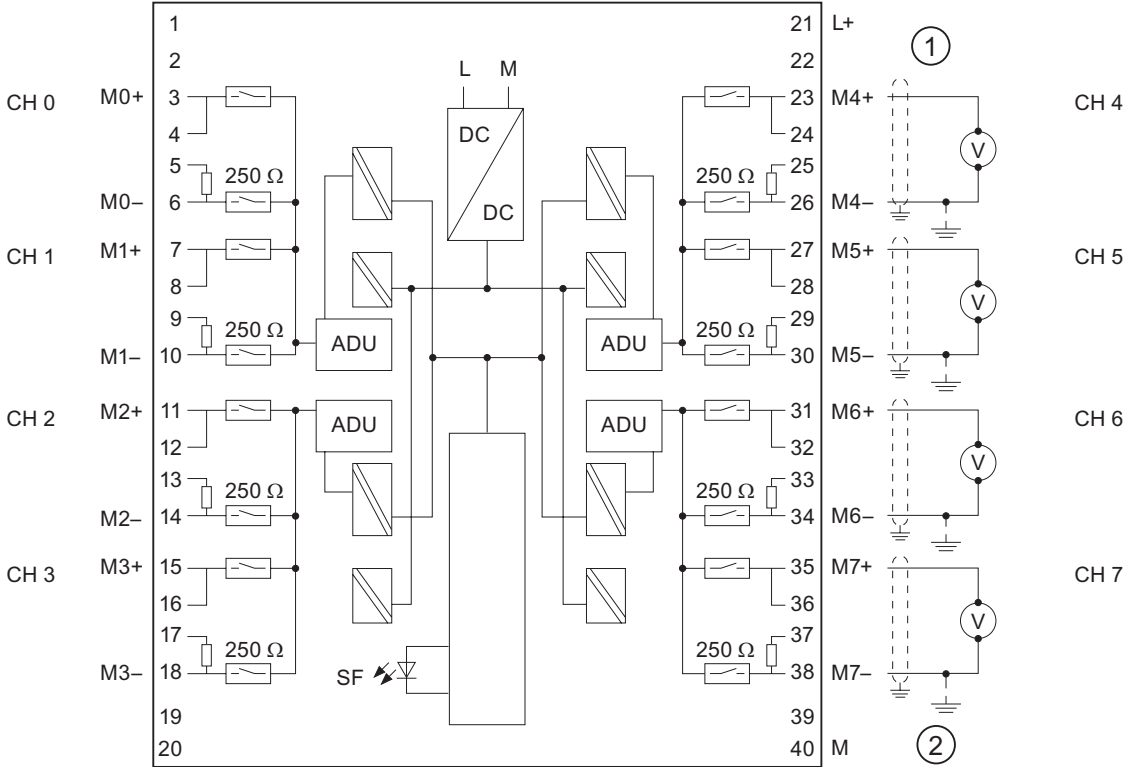 1 21 L+
2 22 ①
L M
CH 0 M0+ 3 23 M4+ CH 4
4 DC 24 V
5 250 Ω 250 Ω 25
M0– 6 DC 26 M4–
CH 1 M1+ 7 27 M5+ CH 5
8 28
9 250 Ω ADU ADU 250 Ω 29 V
M1– 10 30 M5–
CH 2 M2+ 11 ADU ADU 31 M6+ CH 6
12 32
13 250 Ω 250 Ω 33 V
M2– 14 34 M6–
CH 3 M3+ 15 35 M7+ CH 7
16 36
17 250 Ω 250 Ω 37 V
M3– 18 SF 38 M7–
19 39
20 40 M ②